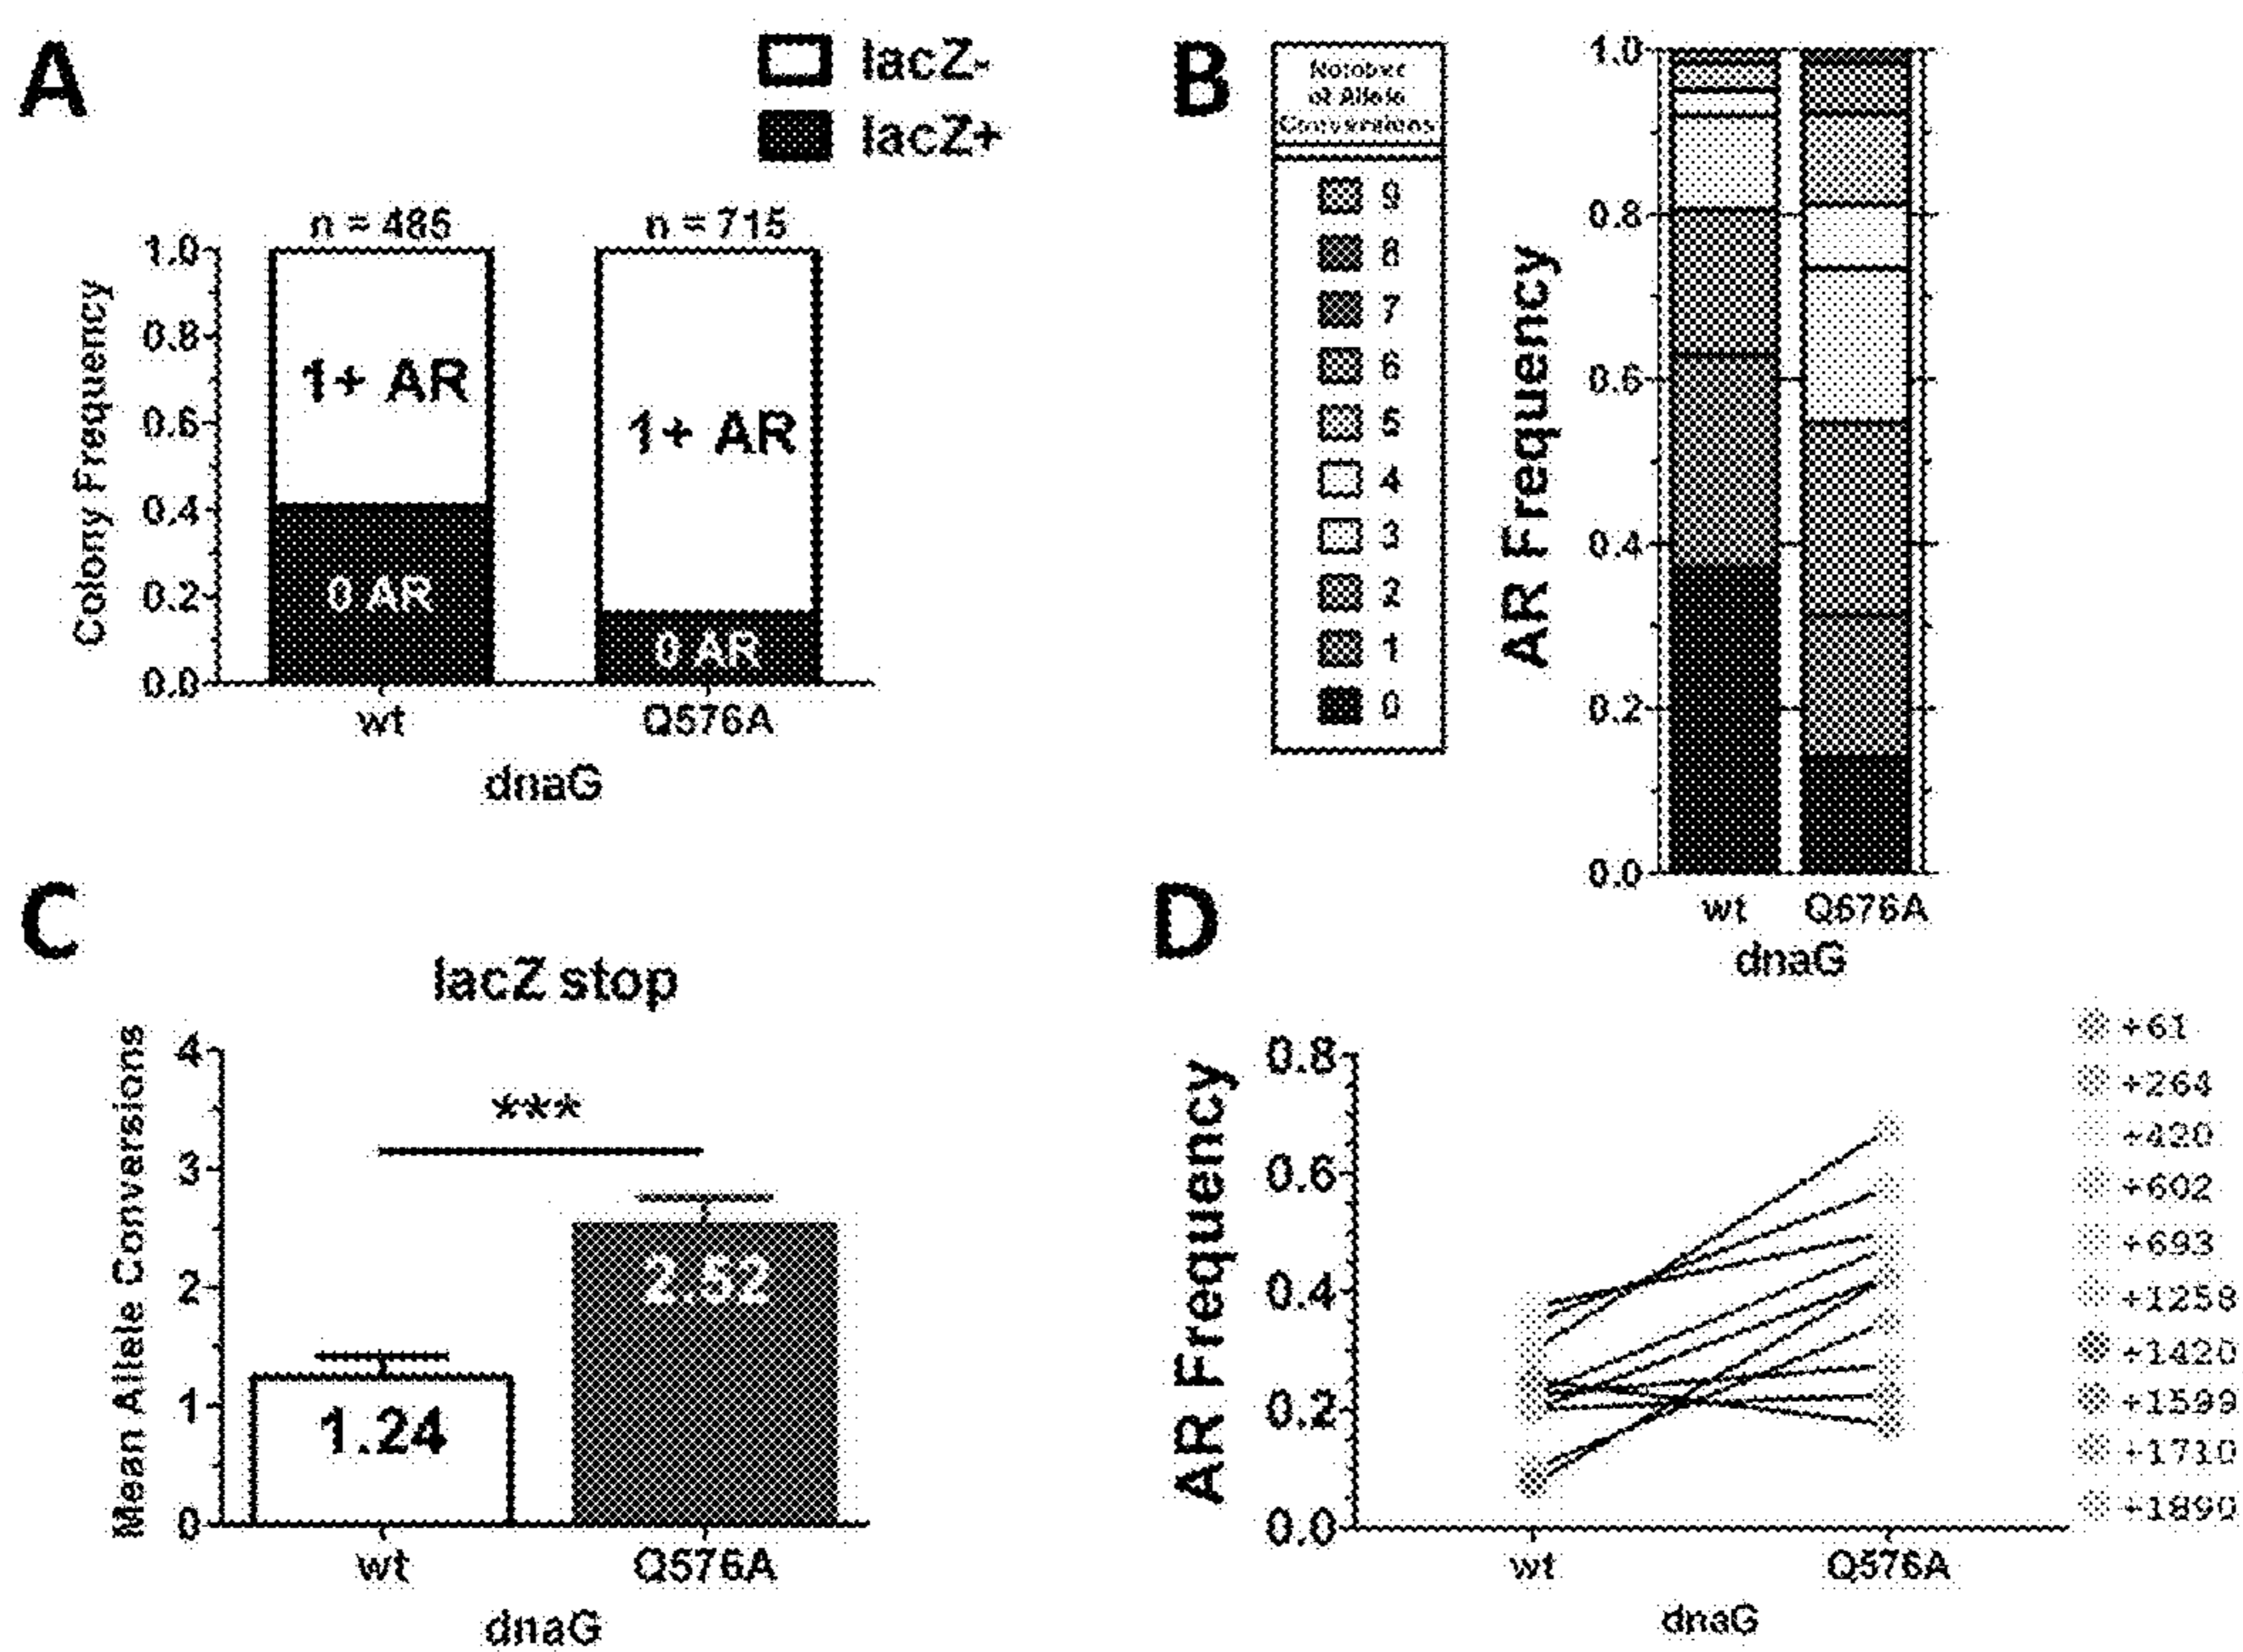 A
lacZ-
lacZ+
n = 485
n = 715
Colony Frequency
1.0
0.8
0.6
0.4
0.2
0.0
1+ AR
1+ AR
0 AR
0 AR
wt
Q576A
dnaG
B
Number
of Allele
Conversions
9
8
7
6
5
4
3
2
1
0
AR Frequency
1.0
0.8
0.6
0.4
0.2
0.0
wt
Q576A
dnaG
C
lacZ stop
Mean Allele Conversions
4
3
2
1
0
***
1.24
2.52
wt
Q576A
dnaG
D
AR Frequency
0.8
0.6
0.4
0.2
0.0
wt
Q576A
dnaG
+61
+264
+420
+602
+693
+1258
+1420
+1599
+1710
+1890